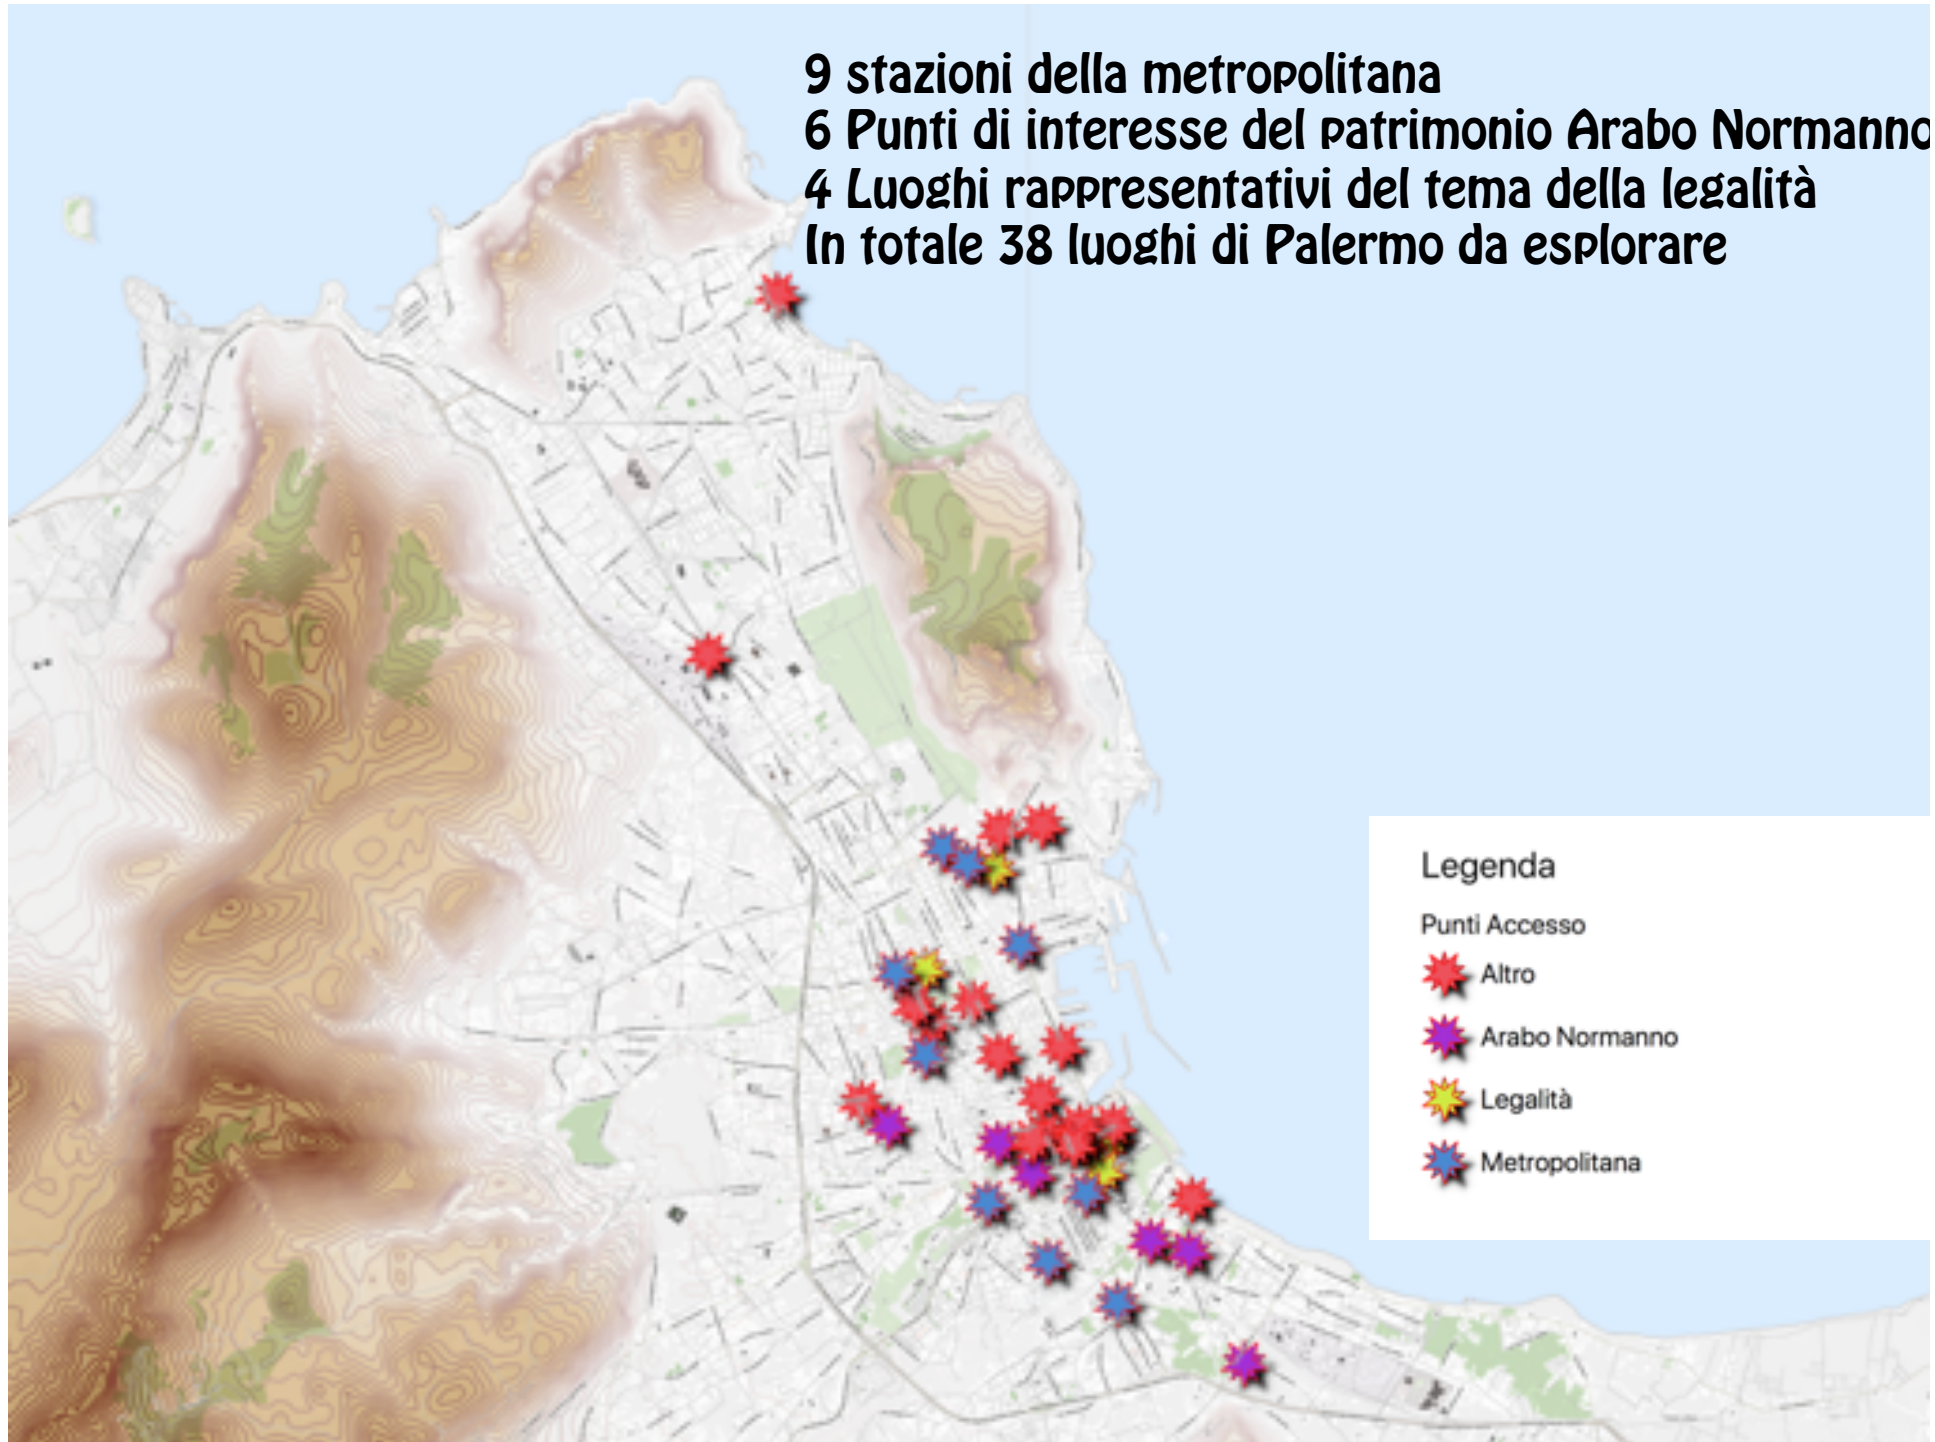 9 stazioni della metropolitana
6 Punti di interesse del patrimonio Arabo Normanno
4 Luoghi rappresentativi del tema della legalità
In totale 38 luoghi di Palermo da esplorare
Legenda
Punti Accesso
Altro
Arabo Normanno
Legalità
Metropolitana